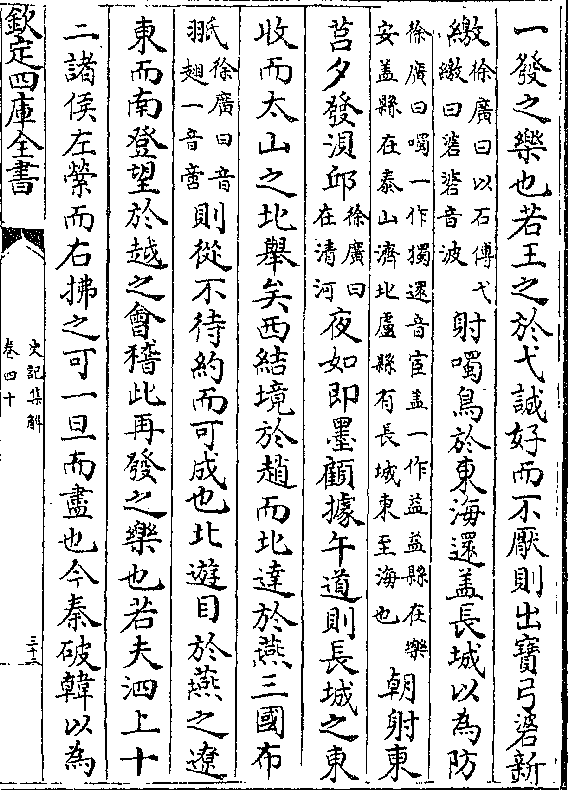 一發之樂也若王之於弋誠好而不厭則出寶弓碆新
繳徐廣曰以石傅弋繳曰碆碆音波射噣鳥於東海還盖長城以為防
徐廣曰噣一作獨還音宦盖一作益益縣在樂安盖縣在泰山濟北盧縣有長城東至海也朝射東
莒夕發浿邱徐廣曰在清河夜如即墨顧據午道則長城之東
收而太山之北舉矣西結境於趙而北達於燕三國布
𦐊徐廣曰音翅一音啻則從不待約而可成也北遊目於燕之遼
東而南登望於越之會稽此再發之樂也若夫泗上十
二諸侯左縈而右拂之可一旦而盡也今秦破韓以為
欽定四庫全書
史記集解
卷四十
三十三